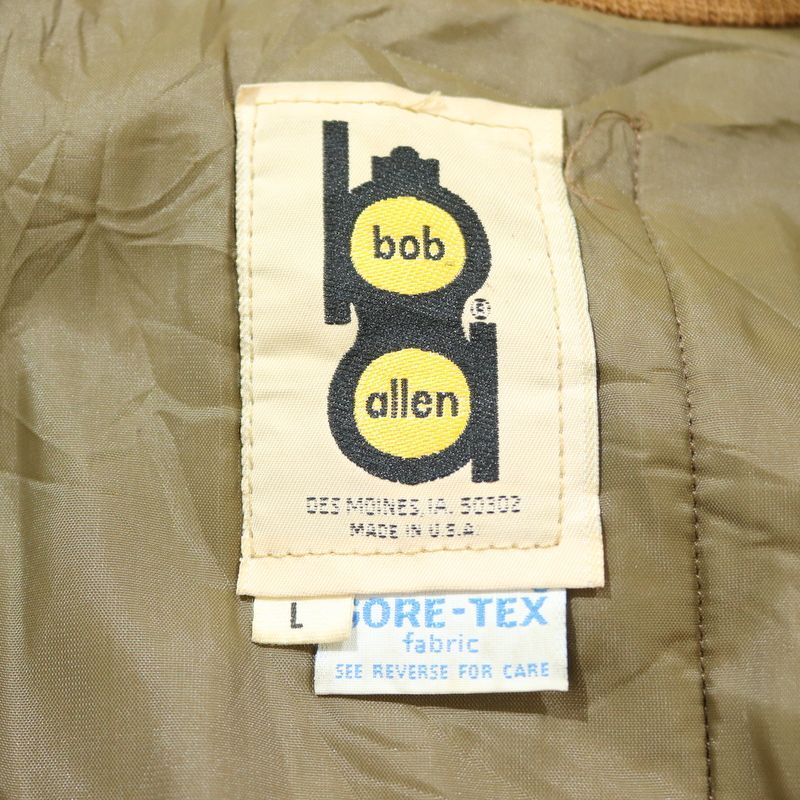 bob
®
allen
DES MOINES, IA. 50302
MADE IN U.S.A.
L
GORE-TEX
fabric
SEE REVERSE FOR CARE